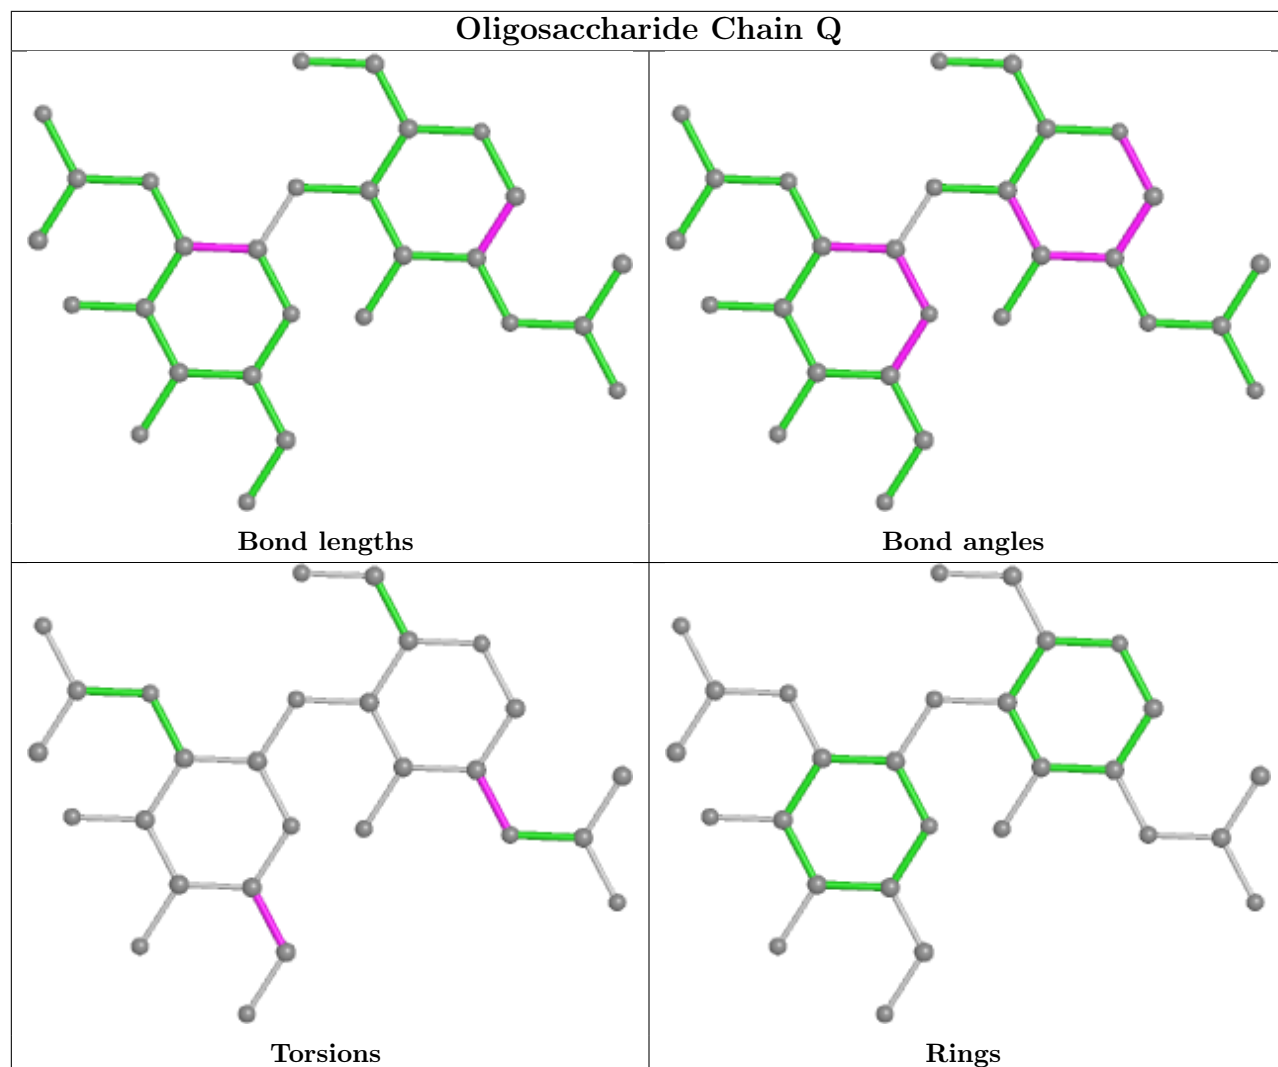 Oligosaccharide Chain Q
Bond lengths
Bond angles
Torsions
Rings